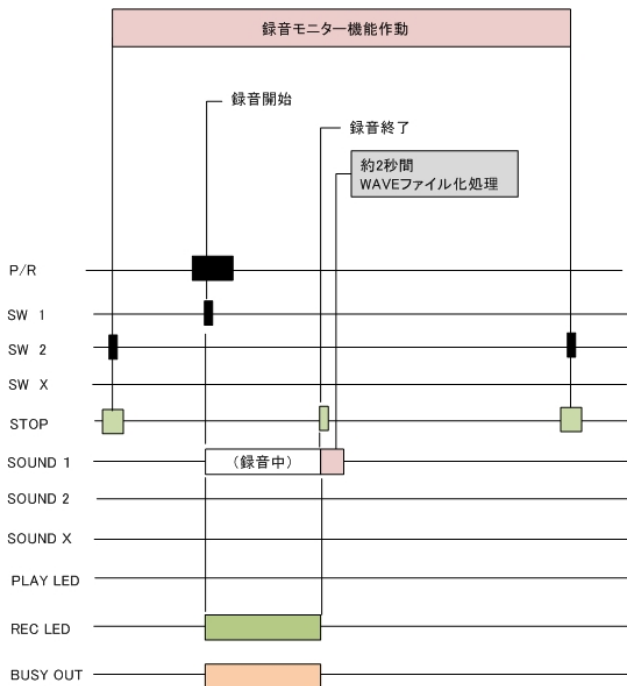 録音モニター機能作動
録音開始
録音終了
約2秒間
WAVEファイル化処理
P/R
SW 1
SW 2
SW X
STOP
SOUND 1
(録音中)
SOUND 2
SOUND X
PLAY LED
REC LED
BUSY OUT